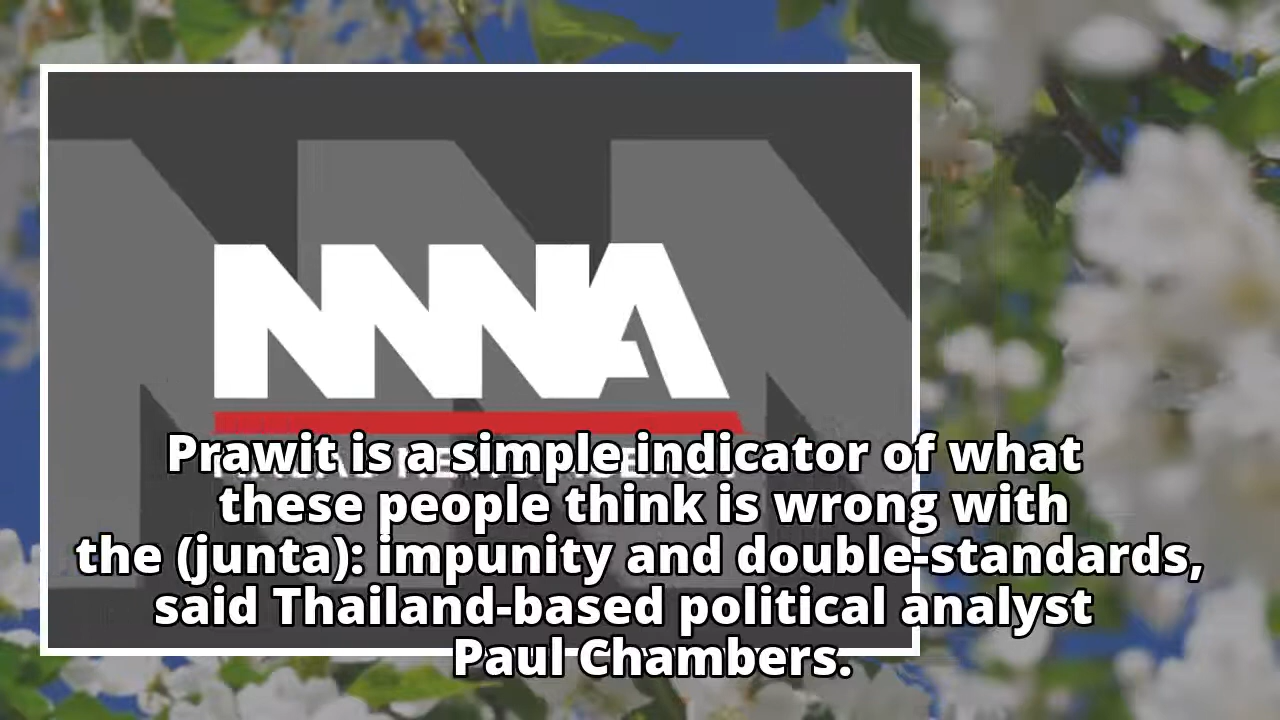 NNNA
Prawit is a simple indicator of what
these people think is wrong with
the (junta): impunity and double-standards,
said Thailand-based political analyst
Paul Chambers.